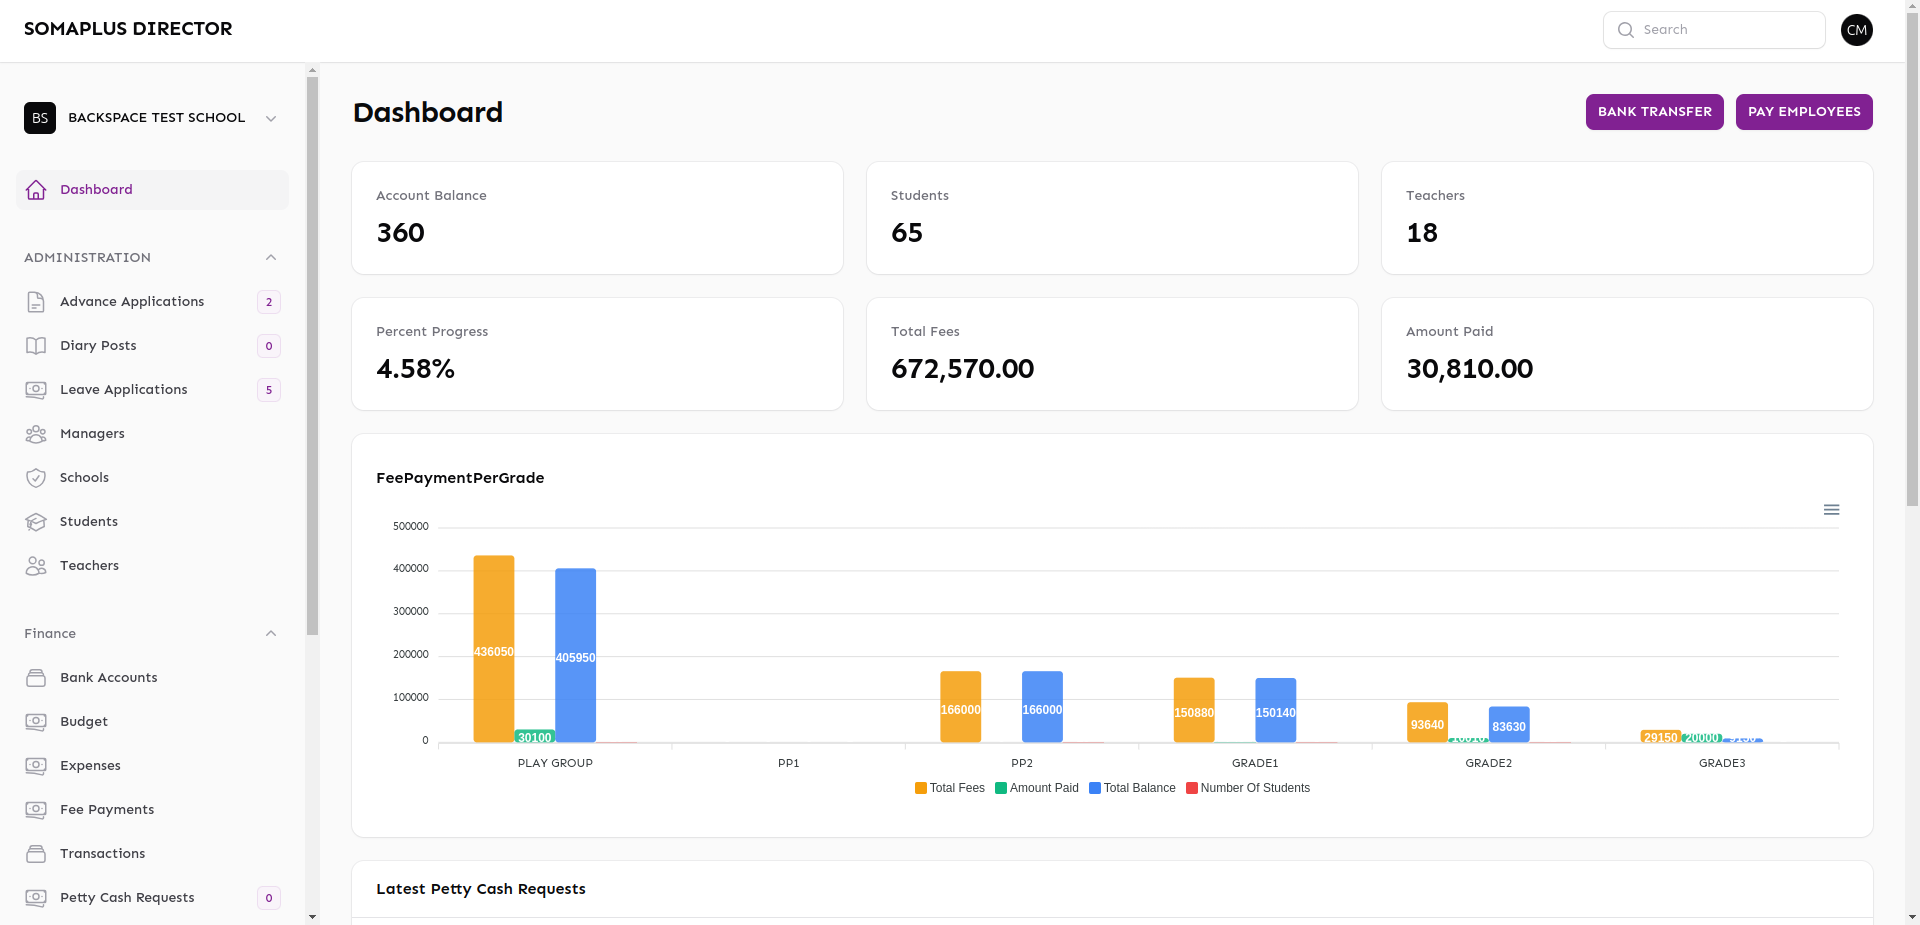 SOMAPLUS DIRECTOR
Search
CM
BS
BACKSPACE TEST SCHOOL
Dashboard
ADMINISTRATION
Advance Applications 2
Diary Posts 0
Leave Applications 5
Managers
Schools
Students
Teachers
Finance
Bank Accounts
Budget
Expenses
Fee Payments
Transactions
Petty Cash Requests 0
Dashboard
BANK TRANSFER
PAY EMPLOYEES
Account Balance
360
Students
65
Teachers
18
Percent Progress
4.58%
Total Fees
672,570.00
Amount Paid
30,810.00
FeePaymentPerGrade
500000
400000
300000
200000
100000
0
436050
30100
405950
166000
166000
150880
150140
93640
83630
29150
20000
PLAY GROUP
PP1
PP2
GRADE1
GRADE2
GRADE3
Total Fees
Amount Paid
Total Balance
Number Of Students
Latest Petty Cash Requests